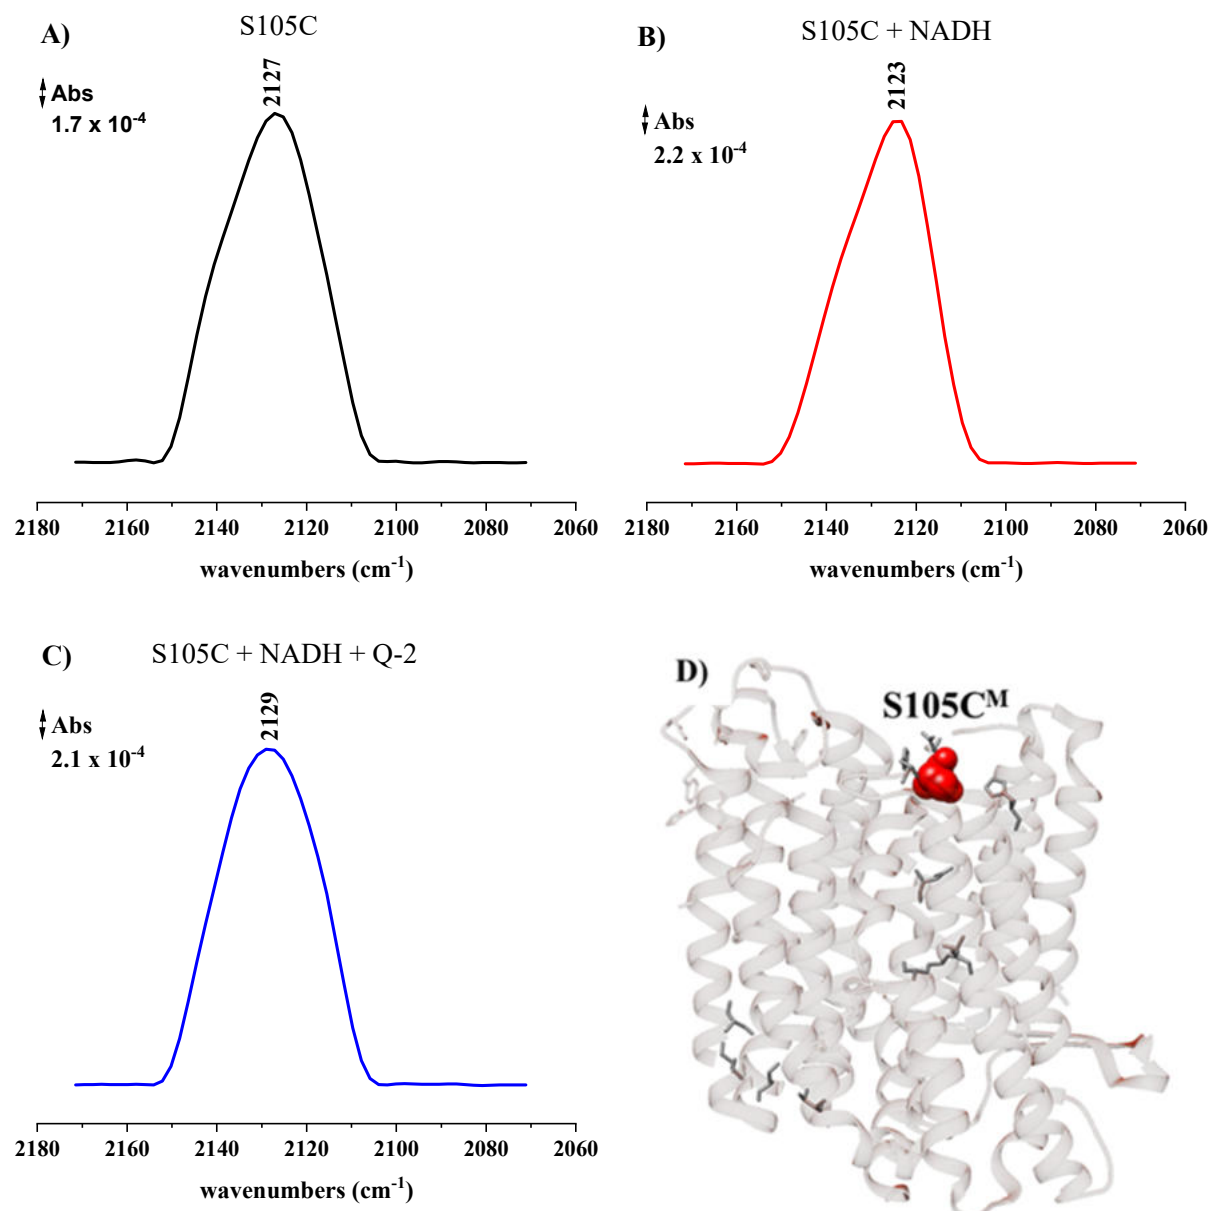 A)
S105C
2127
Abs
1.7 x 10⁻⁴
2180 2160 2140 2120 2100 2080 2060
wavenumbers (cm⁻¹)
B)
S105C + NADH
2123
Abs
2.2 x 10⁻⁴
2180 2160 2140 2120 2100 2080 2060
wavenumbers (cm⁻¹)
C)
S105C + NADH + Q-2
2129
Abs
2.1 x 10⁻⁴
2180 2160 2140 2120 2100 2080 2060
wavenumbers (cm⁻¹)
D)
S105Cᴹ